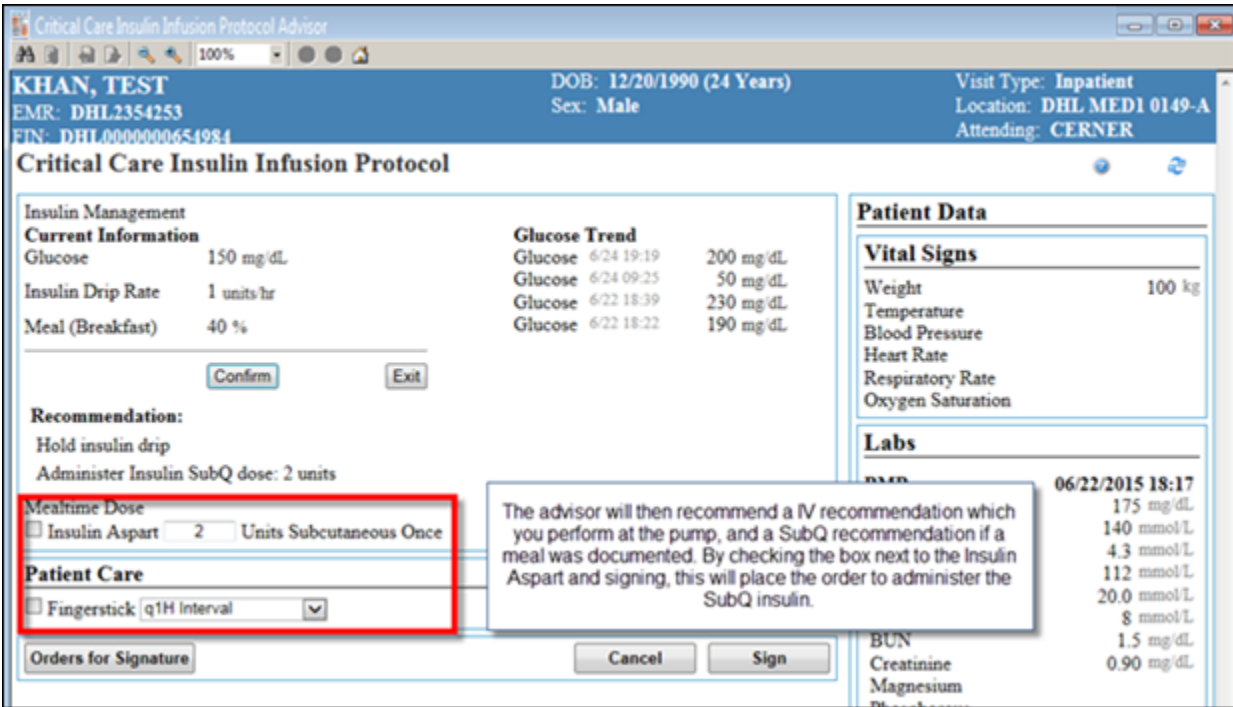 Critical Care Insulin Infusion Protocol Advisor
100%
KHAN, TEST
EMR: DHL2354253
FIN: DHL0000000654984
DOB: 12/20/1990 (24 Years)
Sex: Male
Visit Type: Inpatient
Location: DHL MED1 0149-A
Attending: CERNER
Critical Care Insulin Infusion Protocol
Insulin Management
Current Information
Glucose 150 mg/dL
Insulin Drip Rate 1 units/hr
Meal (Breakfast) 40 %
Glucose Trend
Glucose 6/24 19:19 200 mg/dL
Glucose 6/24 09:25 50 mg/dL
Glucose 6/22 18:39 230 mg/dL
Glucose 6/22 18:22 190 mg/dL
Confirm Exit
Recommendation:
Hold insulin drip
Administer Insulin SubQ dose: 2 units
Mealtime Dose
Insulin Aspart 2 Units Subcutaneous Once
Patient Care
Fingerstick q1H Interval
Orders for Signature Cancel Sign
The advisor will then recommend a IV recommendation which
you perform at the pump, and a SubQ recommendation if a
meal was documented. By checking the box next to the Insulin
Aspart and signing, this will place the order to administer the
SubQ insulin.
Patient Data
Vital Signs
Weight 100 kg
Temperature
Blood Pressure
Heart Rate
Respiratory Rate
Oxygen Saturation
Labs
06/22/2015 18:17
175 mg/dL
140 mmol/L
4.3 mmol/L
112 mmol/L
20.0 mmol/L
8 mmol/L
BUN 1.5 mg/dL
Creatinine 0.90 mg/dL
Magnesium